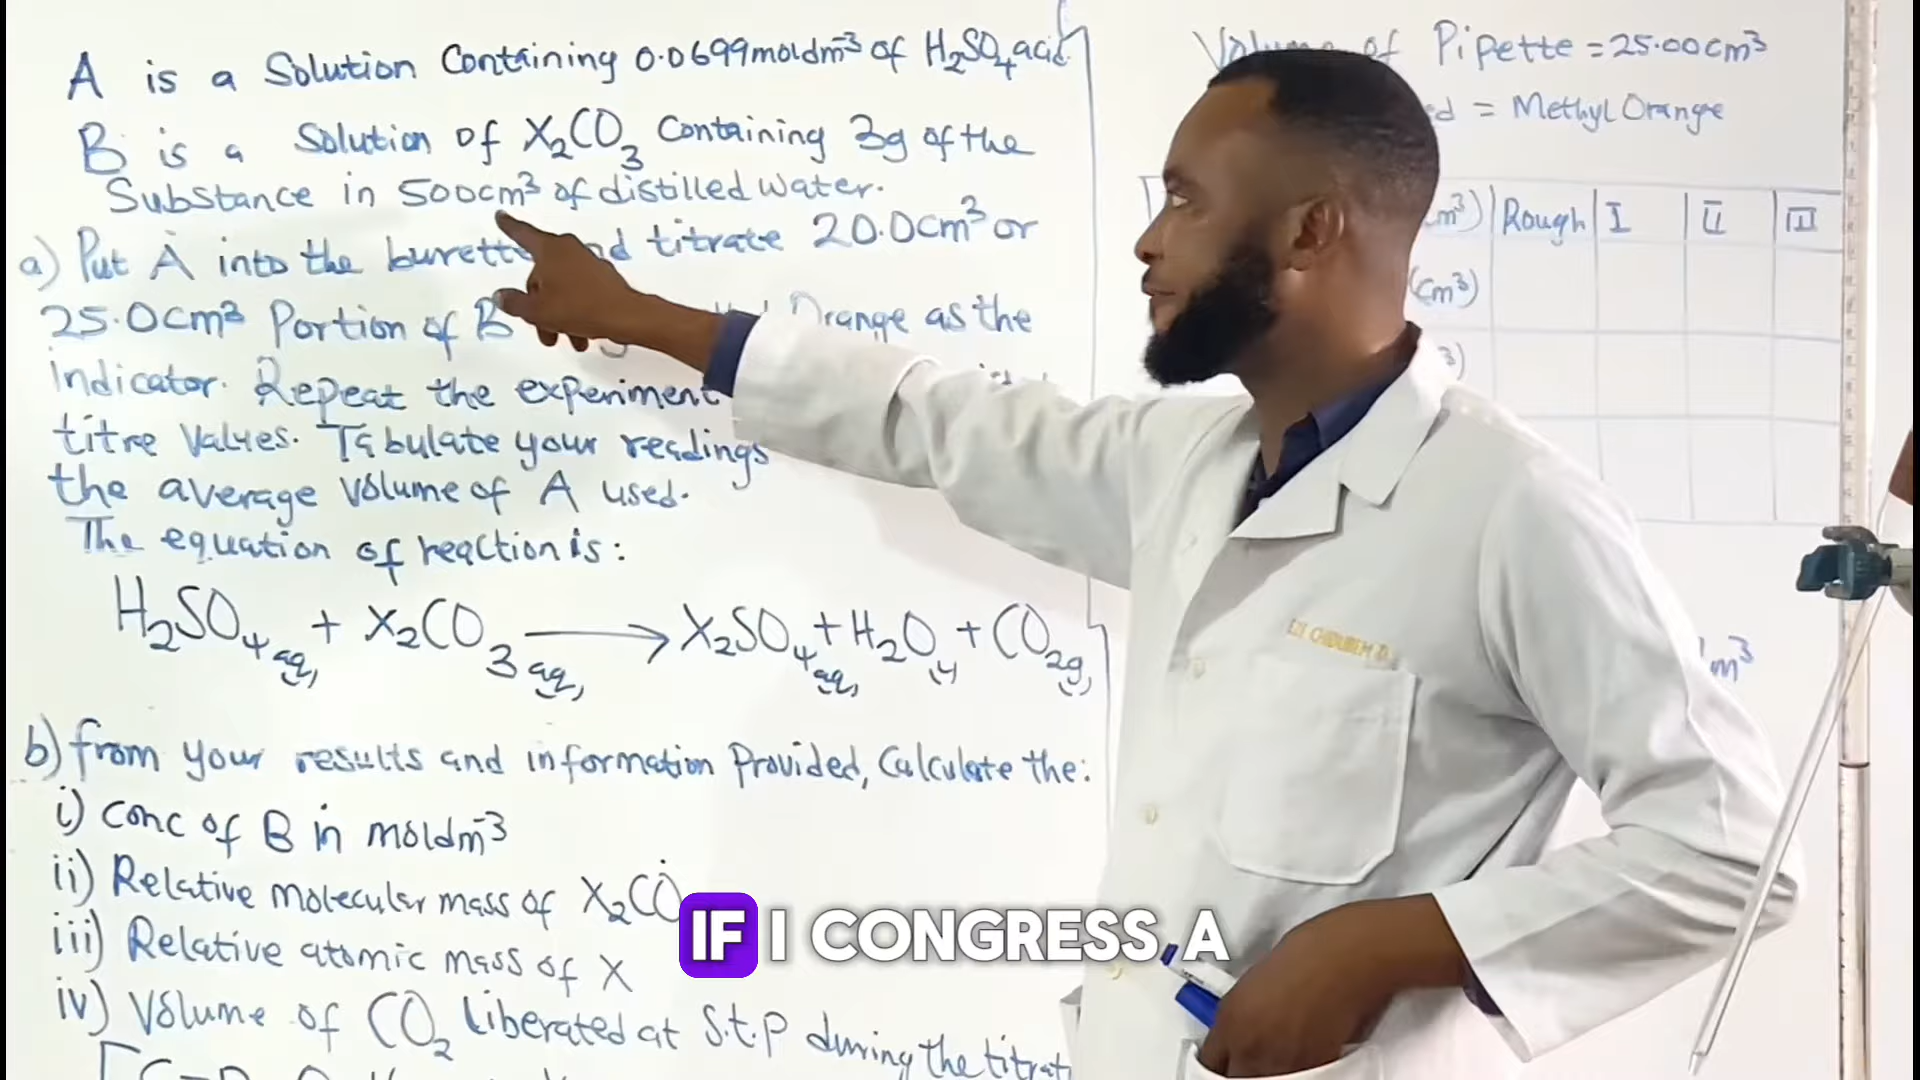 A is a Solution Containing 0.0699moldm⁻³ of H₂SO₄ acid.
B is a Solution of X₂CO₃ Containing 3g of the
Substance in 500cm³ of distilled water.
a) Put A into the burette and titrate 20.0cm³ or
25.0cm³ Portion of B Orange as the
indicator. Repeat the experiment
titre values. Tabulate your readings
the average volume of A used.
The equation of reaction is:
H₂SO₄(aq) + X₂CO₃(aq) → X₂SO₄(aq) + H₂O(l) + CO₂(g)
b) from your results and information Provided, Calculate the:
i) Conc of B in moldm⁻³
ii) Relative molecular mass of X₂CO
iii) Relative atomic mass of X
iv) Volume of CO₂ liberated at S.t.p during the titrat
Volume of Pipette = 25.00cm³
= Methyl Orange
Rough I II III
(cm³)
IF I CONGRESS A